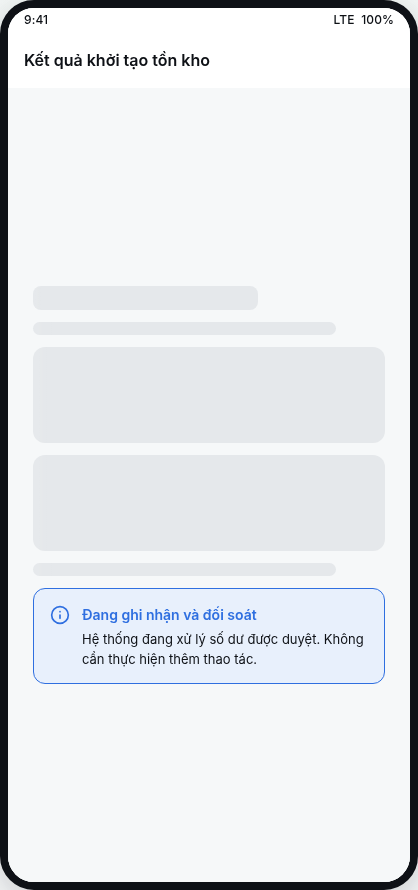 9:41
LTE 100%
Kết quả khởi tạo tồn kho
Đang ghi nhận và đối soát
Hệ thống đang xử lý số dư được duyệt. Không
cần thực hiện thêm thao tác.